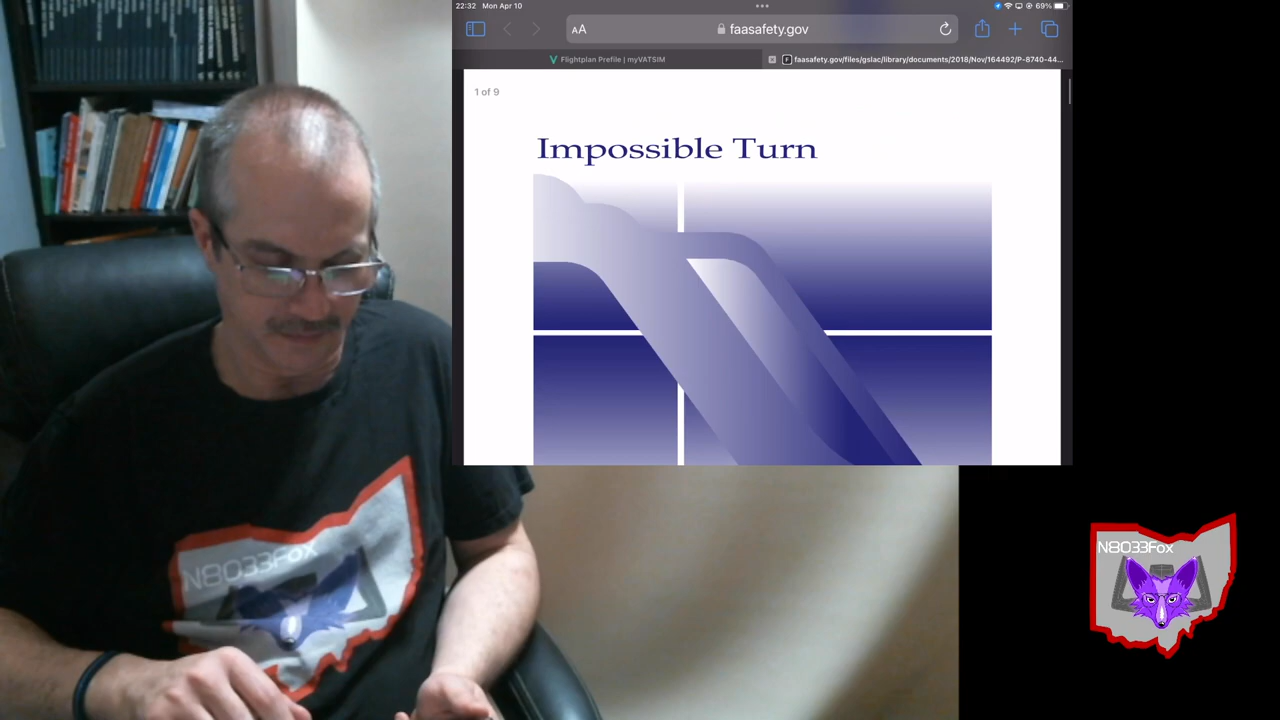 22:32 Mon Apr 10
69%
AA
faasafety.gov
Flightplan Prefile | myVATSIM
faasafety.gov/files/gslac/library/documents/2018/Nov/164492/P-8740-44...
1 of 9
Impossible Turn
N8033Fox
N8033Fox